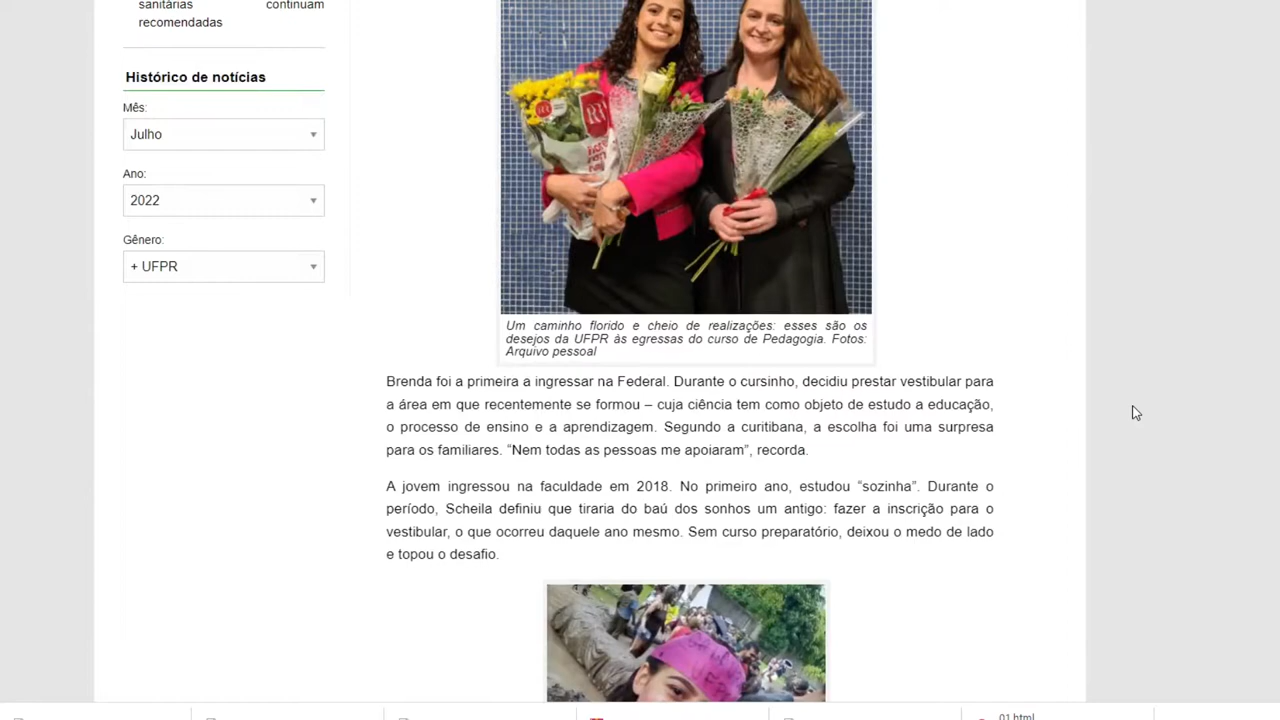 sanitárias continuam
recomendadas
Histórico de notícias
Mês:
Julho
Ano:
2022
Gênero:
+ UFPR
Um caminho florido e cheio de realizações: esses são os
desejos da UFPR às egressas do curso de Pedagogia. Fotos:
Arquivo pessoal
Brenda foi a primeira a ingressar na Federal. Durante o cursinho, decidiu prestar vestibular para
a área em que recentemente se formou – cuja ciência tem como objeto de estudo a educação,
o processo de ensino e a aprendizagem. Segundo a curitibana, a escolha foi uma surpresa
para os familiares. “Nem todas as pessoas me apoiaram”, recorda.
A jovem ingressou na faculdade em 2018. No primeiro ano, estudou “sozinha”. Durante o
período, Scheila definiu que tiraria do baú dos sonhos um antigo: fazer a inscrição para o
vestibular, o que ocorreu daquele ano mesmo. Sem curso preparatório, deixou o medo de lado
e topou o desafio.
01.html